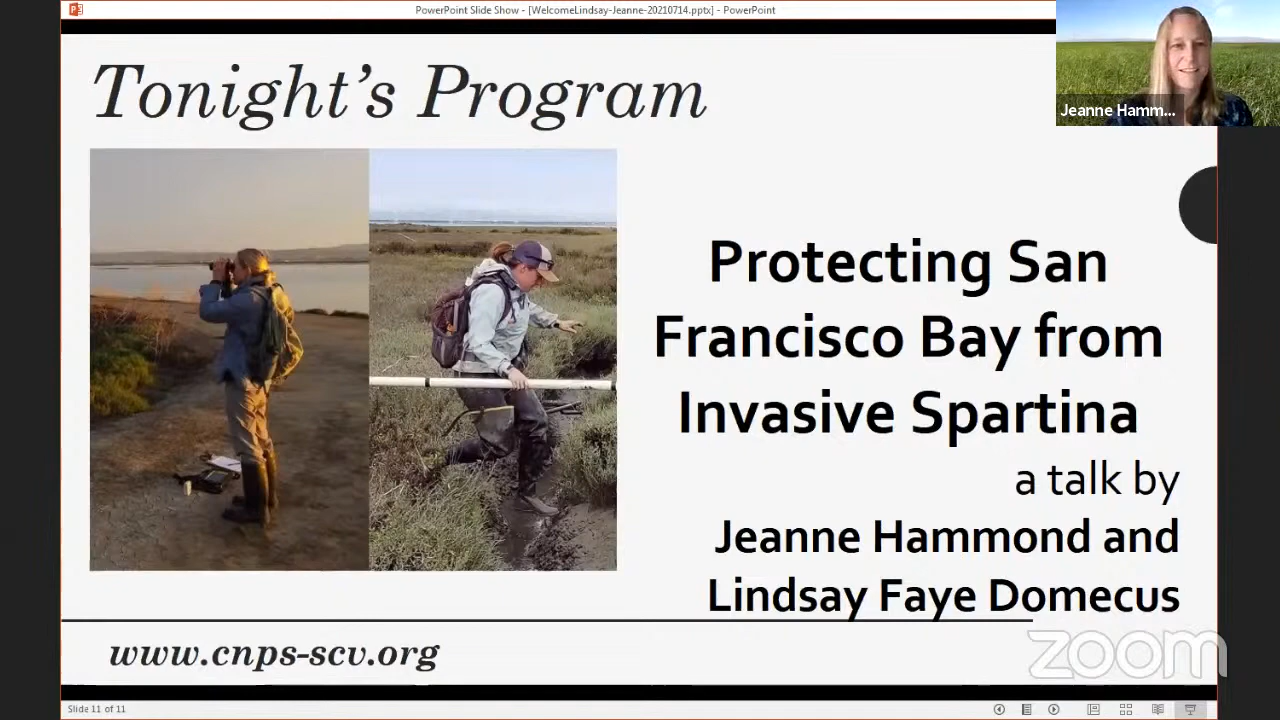 PowerPoint Slide Show - [WelcomeLindsay-Jeanne-20210714.pptx] - PowerPoint
Tonight's Program
Jeanne Hamm...
Protecting San
Francisco Bay from
Invasive Spartina
a talk by
Jeanne Hammond and
Lindsay Faye Domecus
www.cnps-scv.org
zoom
Slide 11 of 11